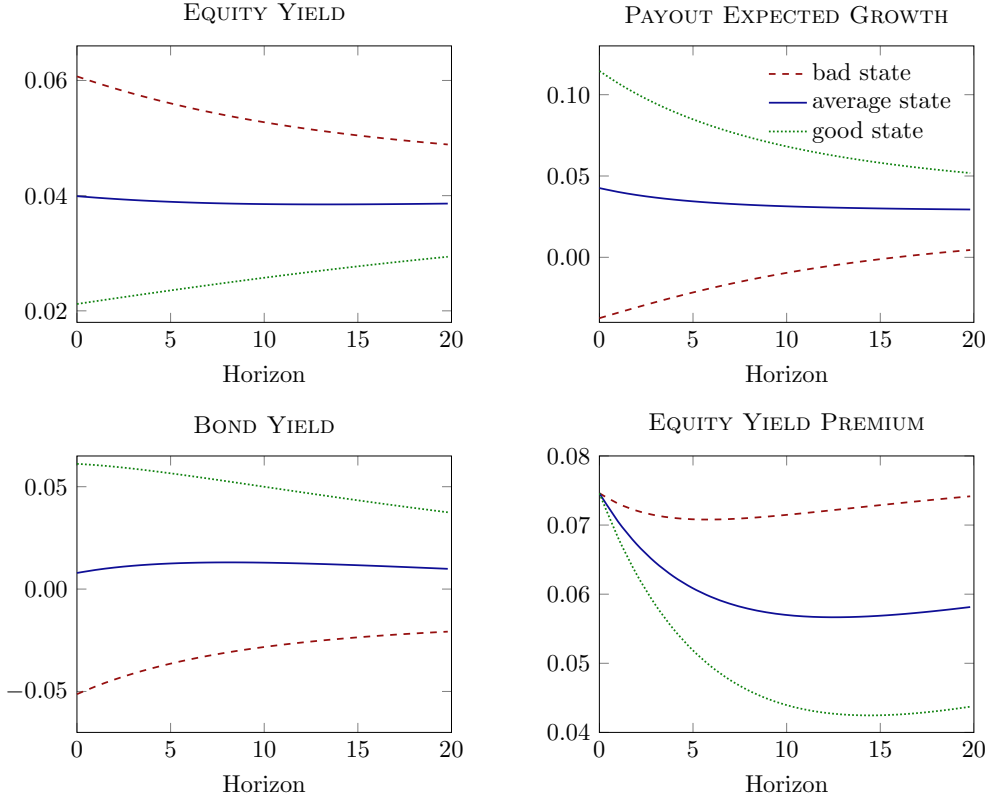 EQUITY YIELD
0.06
0.04
0.02
0 5 10 15 20
Horizon
PAYOUT EXPECTED GROWTH
bad state
average state
good state
0.10
0.05
0.00
0 5 10 15 20
Horizon
BOND YIELD
0.05
0.00
−0.05
0 5 10 15 20
Horizon
EQUITY YIELD PREMIUM
0.08
0.07
0.06
0.05
0.04
0 5 10 15 20
Horizon